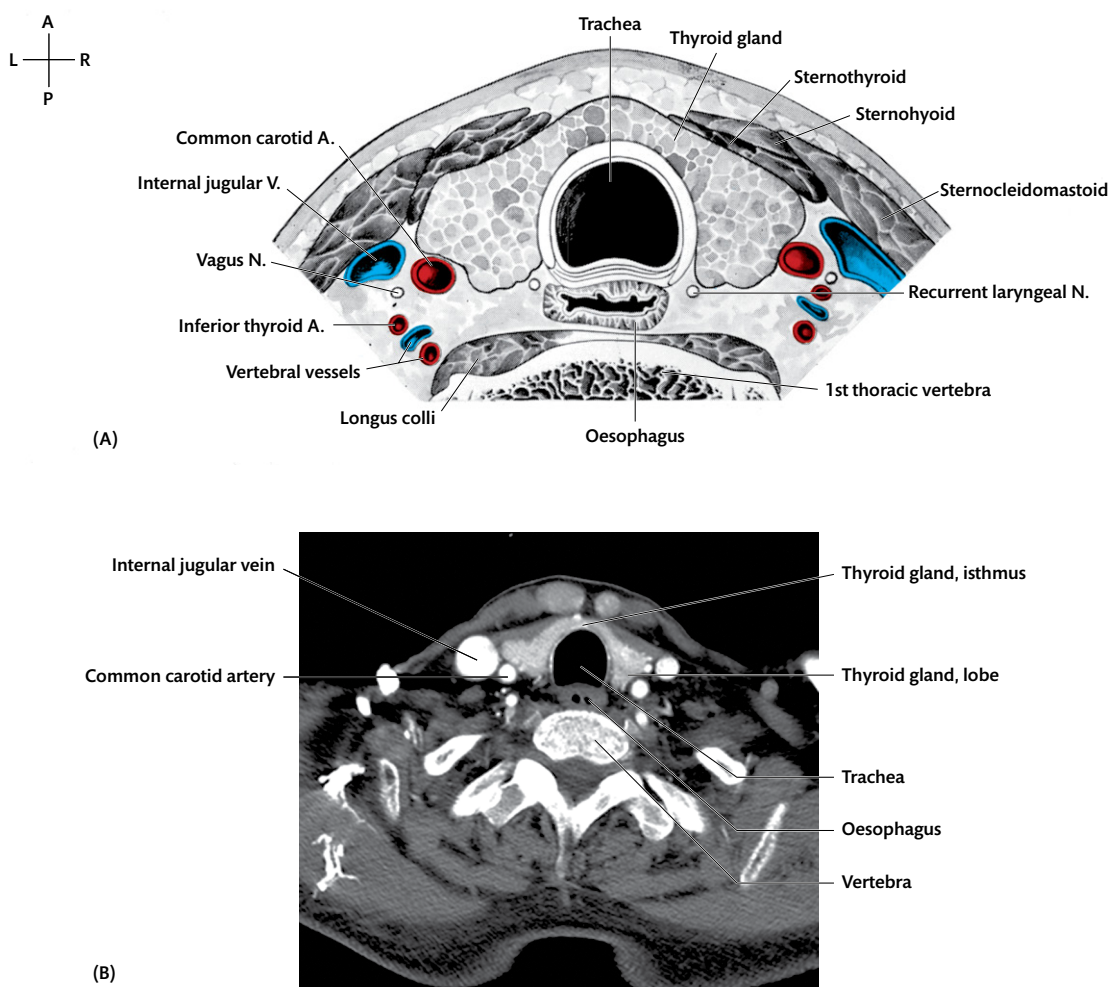 A
L R
P
Trachea
Thyroid gland
Sternothyroid
Sternohyoid
Common carotid A.
Internal jugular V.
Sternocleidomastoid
Vagus N.
Recurrent laryngeal N.
Inferior thyroid A.
Vertebral vessels
1st thoracic vertebra
Longus colli
Oesophagus
(A)
Internal jugular vein
Thyroid gland, isthmus
Common carotid artery
Thyroid gland, lobe
Trachea
Oesophagus
Vertebra
(B)